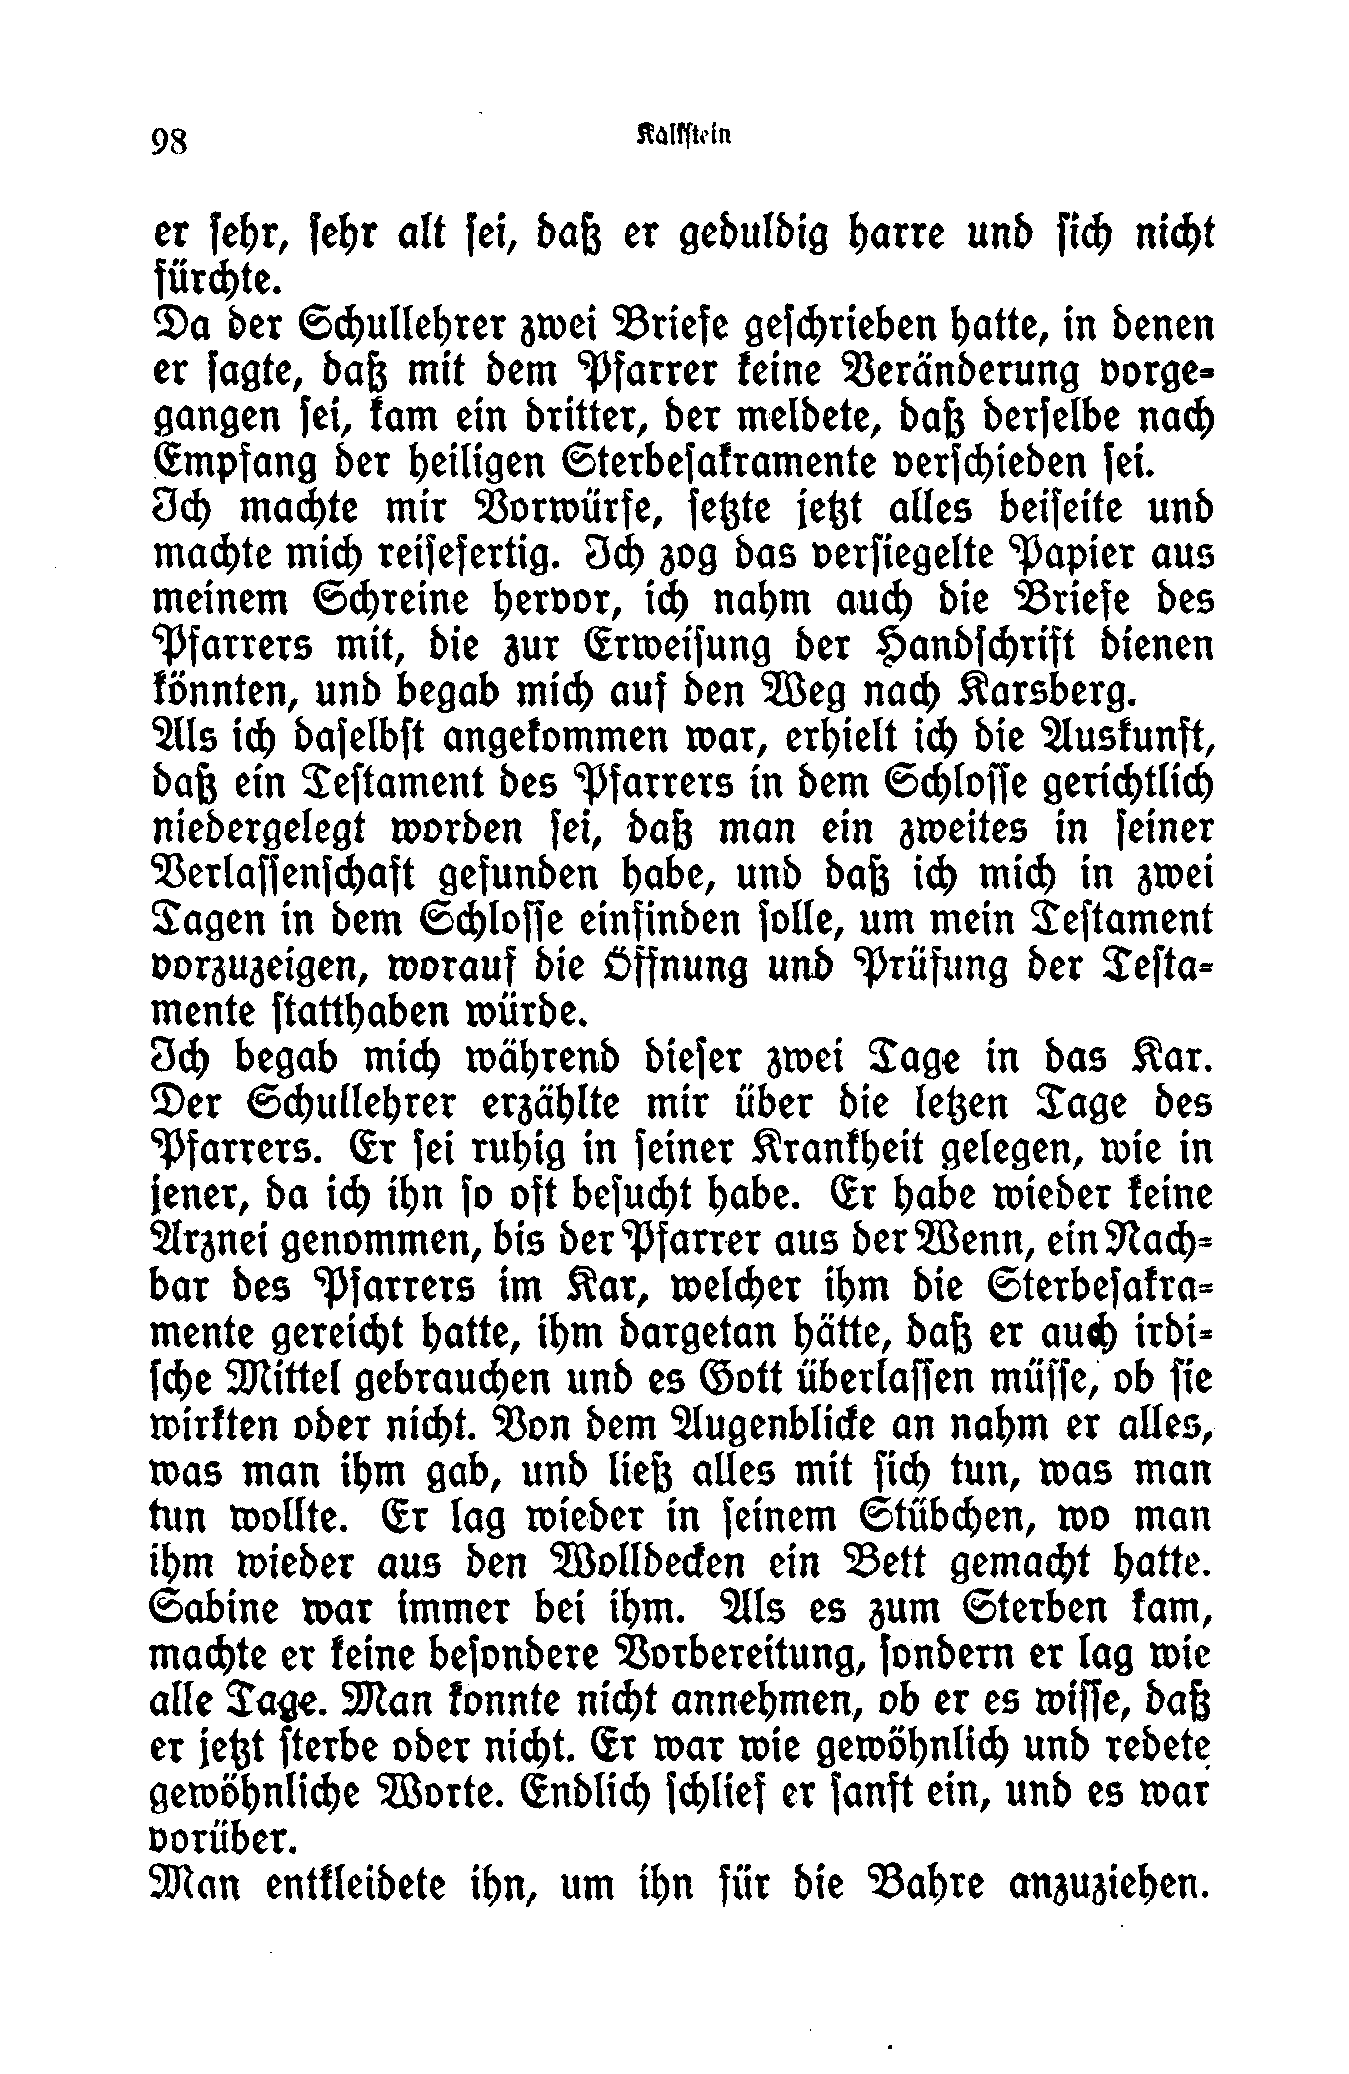 98 Kalkstein
er sehr, sehr alt sei, daß er geduldig harre und sich nicht
fürchte.
Da der Schullehrer zwei Briefe geschrieben hatte, in denen
er sagte, daß mit dem Pfarrer keine Veränderung vorge-
gangen sei, kam ein dritter, der meldete, daß derselbe nach
Empfang der heiligen Sterbesakramente verschieden sei.
Ich machte mir Vorwürfe, setzte jetzt alles beiseite und
machte mich reisefertig. Ich zog das versiegelte Papier aus
meinem Schreine hervor, ich nahm auch die Briefe des
Pfarrers mit, die zur Erweisung der Handschrift dienen
könnten, und begab mich auf den Weg nach Karsberg.
Als ich daselbst angekommen war, erhielt ich die Auskunft,
daß ein Testament des Pfarrers in dem Schlosse gerichtlich
niedergelegt worden sei, daß man ein zweites in seiner
Verlassenschaft gefunden habe, und daß ich mich in zwei
Tagen in dem Schlosse einfinden solle, um mein Testament
vorzuzeigen, worauf die Öffnung und Prüfung der Testa-
mente statthaben würde.
Ich begab mich während dieser zwei Tage in das Kar.
Der Schullehrer erzählte mir über die letzen Tage des
Pfarrers. Er sei ruhig in seiner Krankheit gelegen, wie in
jener, da ich ihn so oft besucht habe. Er habe wieder keine
Arznei genommen, bis der Pfarrer aus der Wenn, ein Nach-
bar des Pfarrers im Kar, welcher ihm die Sterbesakra-
mente gereicht hatte, ihm dargetan hätte, daß er auch irdi-
sche Mittel gebrauchen und es Gott überlassen müsse, ob sie
wirkten oder nicht. Von dem Augenblicke an nahm er alles,
was man ihm gab, und ließ alles mit sich tun, was man
tun wollte. Er lag wieder in seinem Stübchen, wo man
ihm wieder aus den Wolldecken ein Bett gemacht hatte.
Sabine war immer bei ihm. Als es zum Sterben kam,
machte er keine besondere Vorbereitung, sondern er lag wie
alle Tage. Man konnte nicht annehmen, ob er es wisse, daß
er jetzt sterbe oder nicht. Er war wie gewöhnlich und redete
gewöhnliche Worte. Endlich schlief er sanft ein, und es war
vorüber.
Man entkleidete ihn, um ihn für die Bahre anzuziehen.